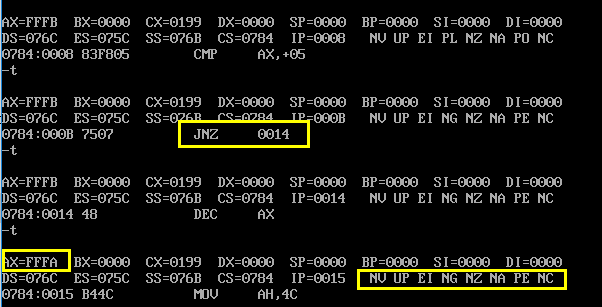 AX=FFFB BX=0000 CX=0199 DX=0000 SP=0000 BP=0000 SI=0000 DI=0000
DS=076C ES=075C SS=076B CS=0784 IP=0008 NV UP EI PL NZ NA PO NC
0784:0008 83F805 CMP AX,+05
-t
AX=FFFB BX=0000 CX=0199 DX=0000 SP=0000 BP=0000 SI=0000 DI=0000
DS=076C ES=075C SS=076B CS=0784 IP=000B NV UP EI NG NZ NA PE NC
0784:000B 7507 JNZ 0014
-t
AX=FFFB BX=0000 CX=0199 DX=0000 SP=0000 BP=0000 SI=0000 DI=0000
DS=076C ES=075C SS=076B CS=0784 IP=0014 NV UP EI NG NZ NA PE NC
0784:0014 48 DEC AX
-t
AX=FFFA BX=0000 CX=0199 DX=0000 SP=0000 BP=0000 SI=0000 DI=0000
DS=076C ES=075C SS=076B CS=0784 IP=0015 NV UP EI NG NZ NA PE NC
0784:0015 B44C MOV AH,4C